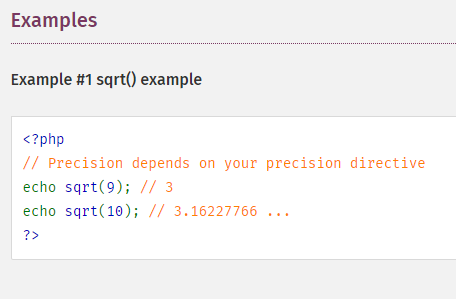 Examples
Example #1 sqrt() example
<?php
// Precision depends on your precision directive
echo sqrt(9); // 3
echo sqrt(10); // 3.16227766 ...
?>